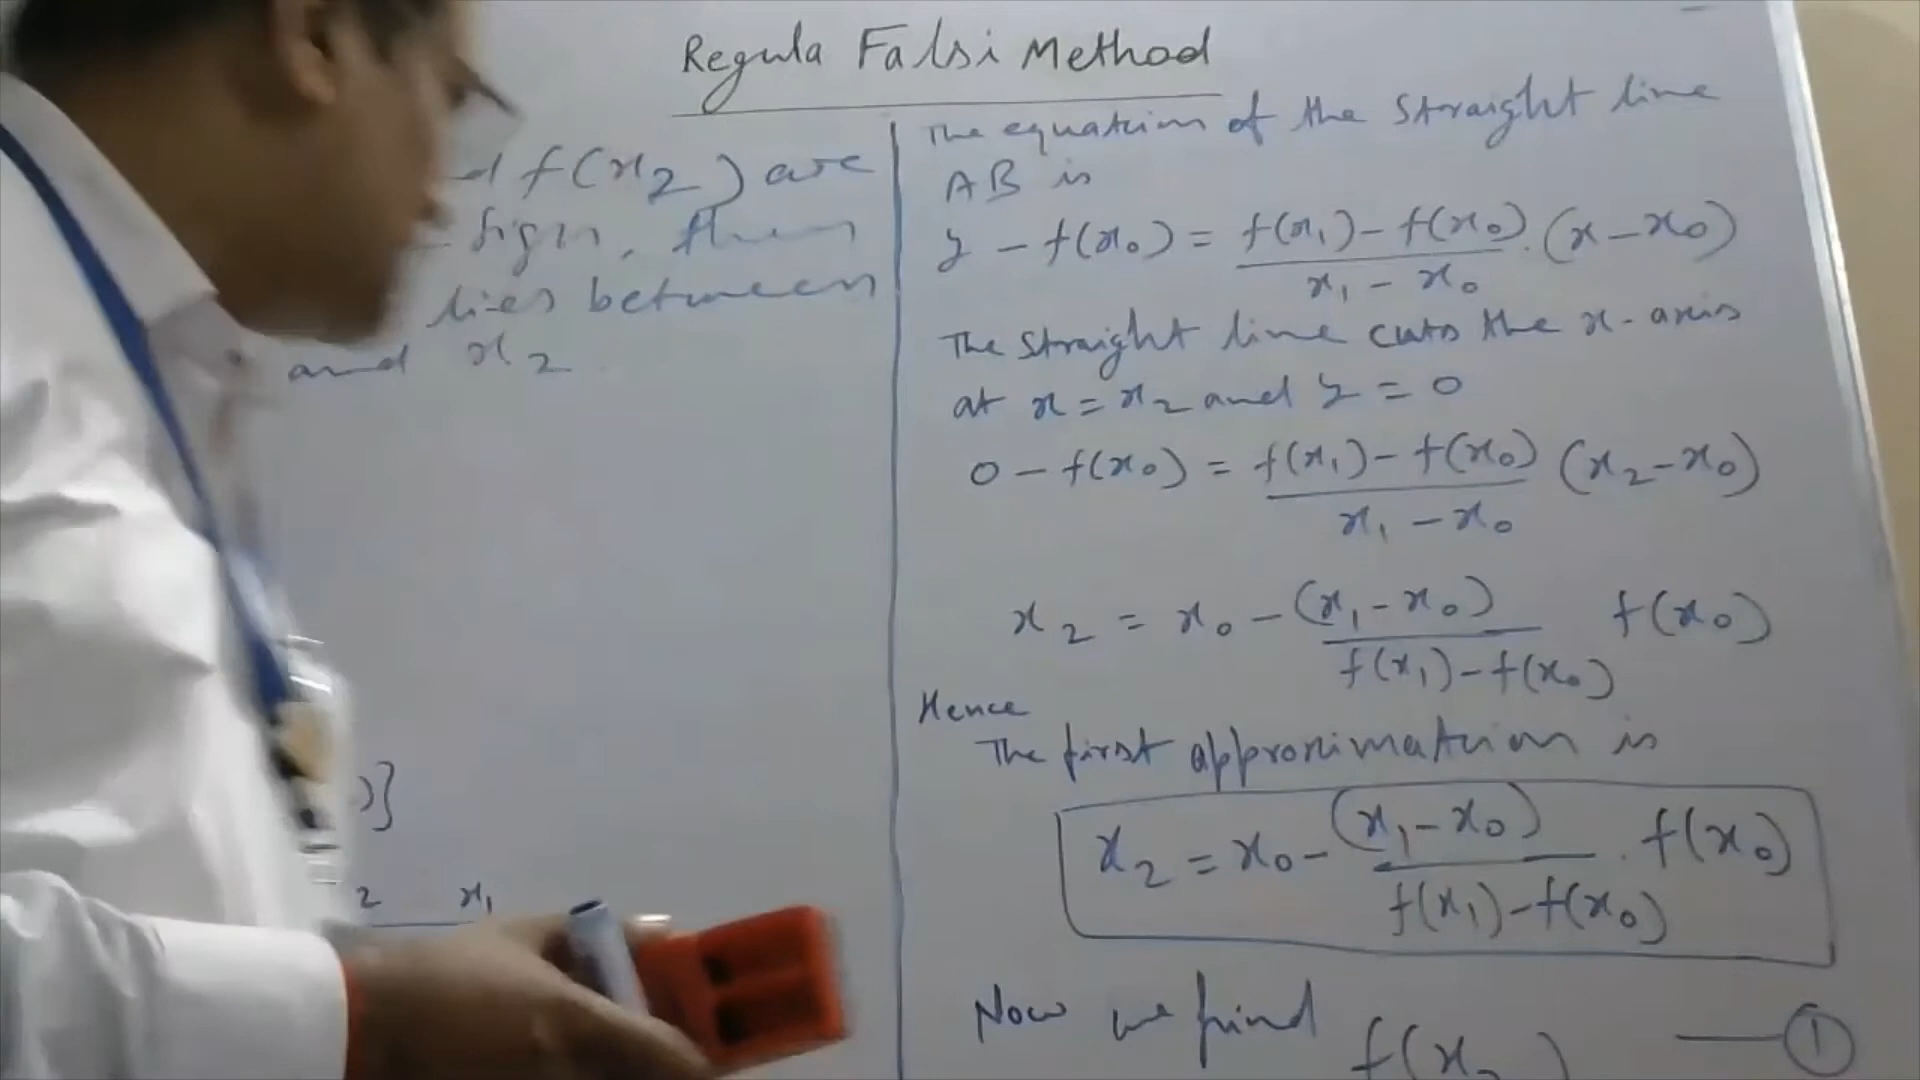 Regula Falsi Method
f(x2) are
sign, then
lies between
and x2
)}
2 x1
The equation of the straight line
AB is
y - f(x0) = f(x1) - f(x0) . (x - x0)
x1 - x0
The straight line cuts the x-axis
at x = x2 and y = 0
0 - f(x0) = f(x1) - f(x0) (x2 - x0)
x1 - x0
x2 = x0 - (x1 - x0) f(x0)
f(x1) - f(x0)
Hence
The first approximation is
x2 = x0 - (x1 - x0) . f(x0)
f(x1) - f(x0)
Now we find f(x2) — 1